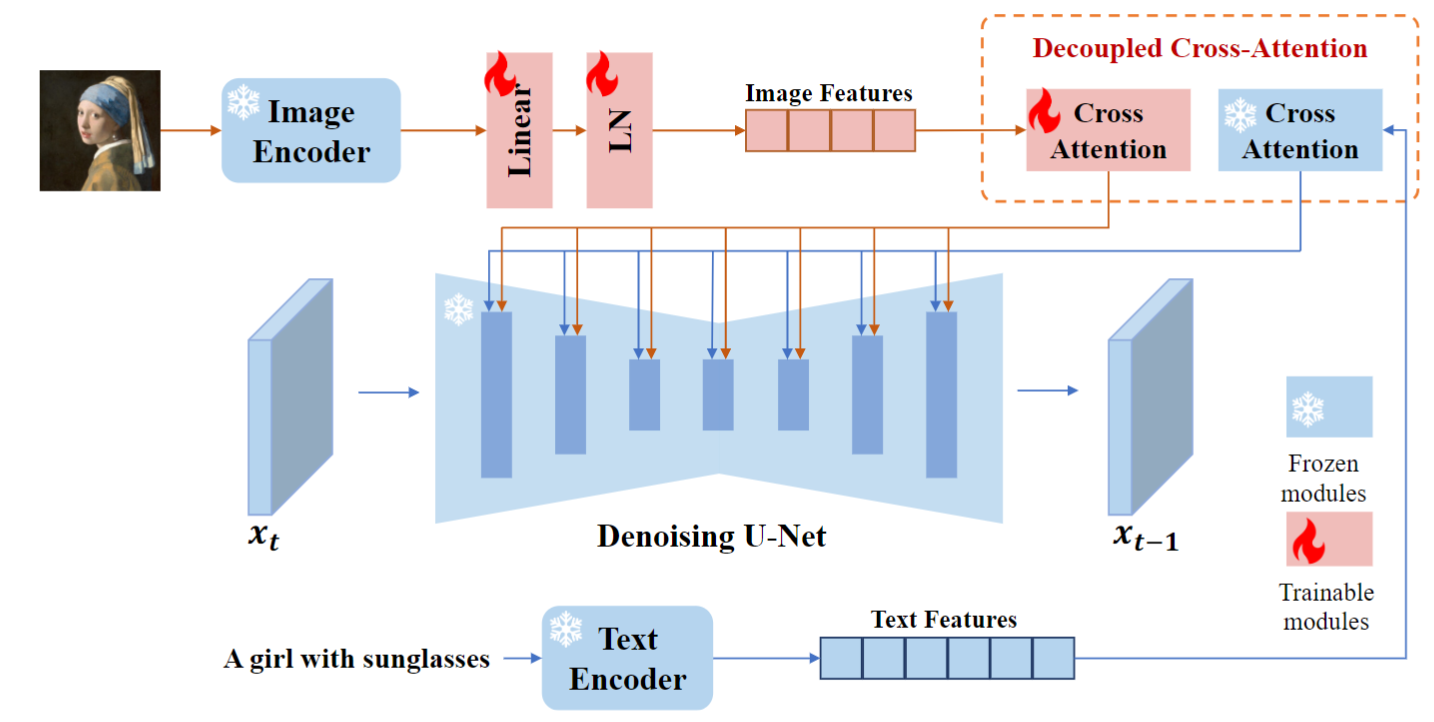 Decoupled Cross-Attention
Image
Encoder
Linear
LN
Image Features
Cross
Attention
Cross
Attention
x_t
Denoising U-Net
x_{t-1}
Frozen
modules
Trainable
modules
A girl with sunglasses
Text
Encoder
Text Features